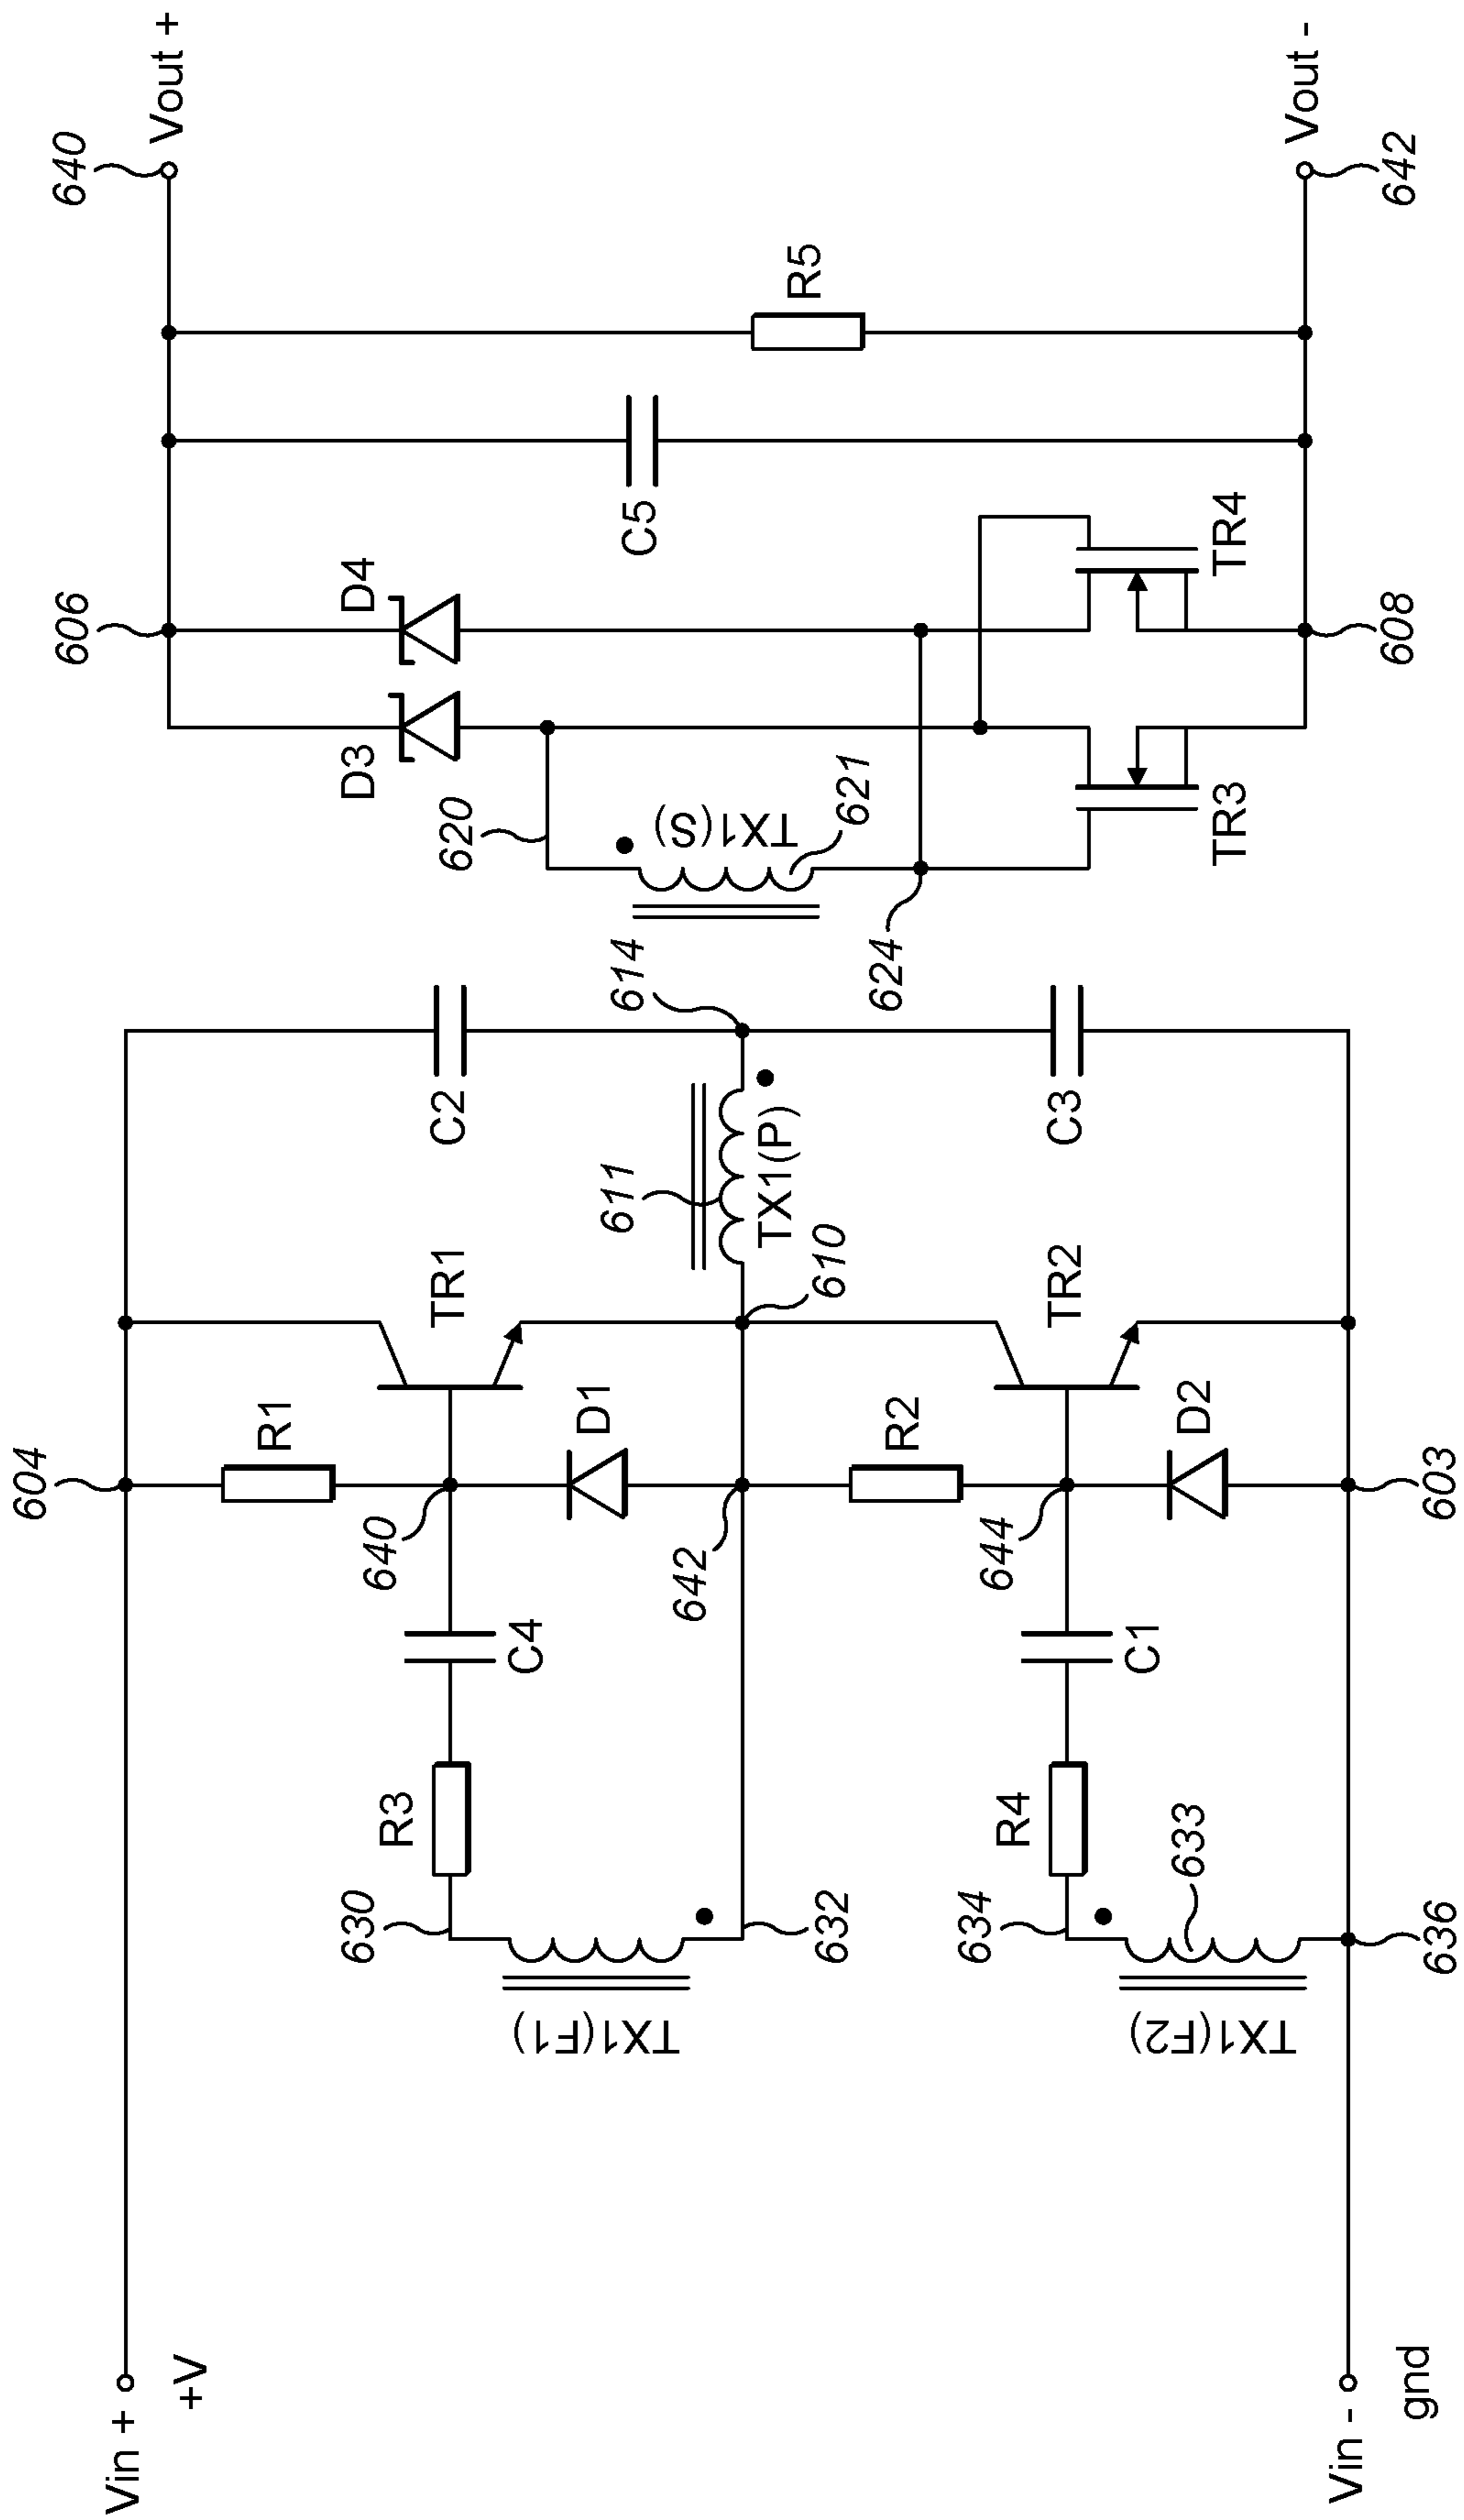 Vin +
+V
Vin -
gnd
604
R1
TR1
640
C4
R3
630
TX1(F1)
632
642
D1
610
611
TX1(P)
C2
614
R2
TR2
644
C1
R4
634
633
TX1(F2)
636
D2
603
C3
620
TX1(S)
621
624
D3
D4
606
TR3
TR4
608
C5
R5
640
Vout +
642
Vout -